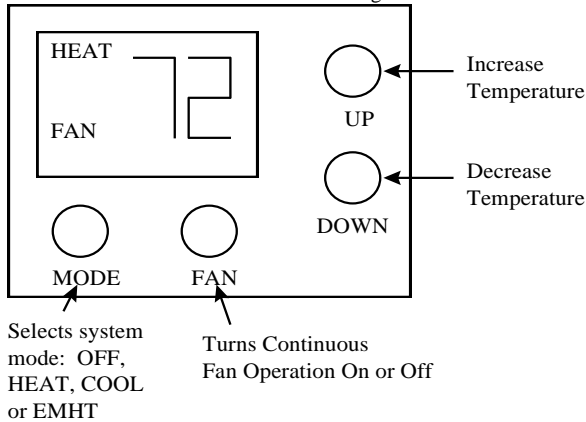 HEAT
72
FAN
UP
DOWN
MODE
FAN
Increase
Temperature
Decrease
Temperature
Selects system
mode: OFF,
HEAT, COOL
or EMHT
Turns Continuous
Fan Operation On or Off